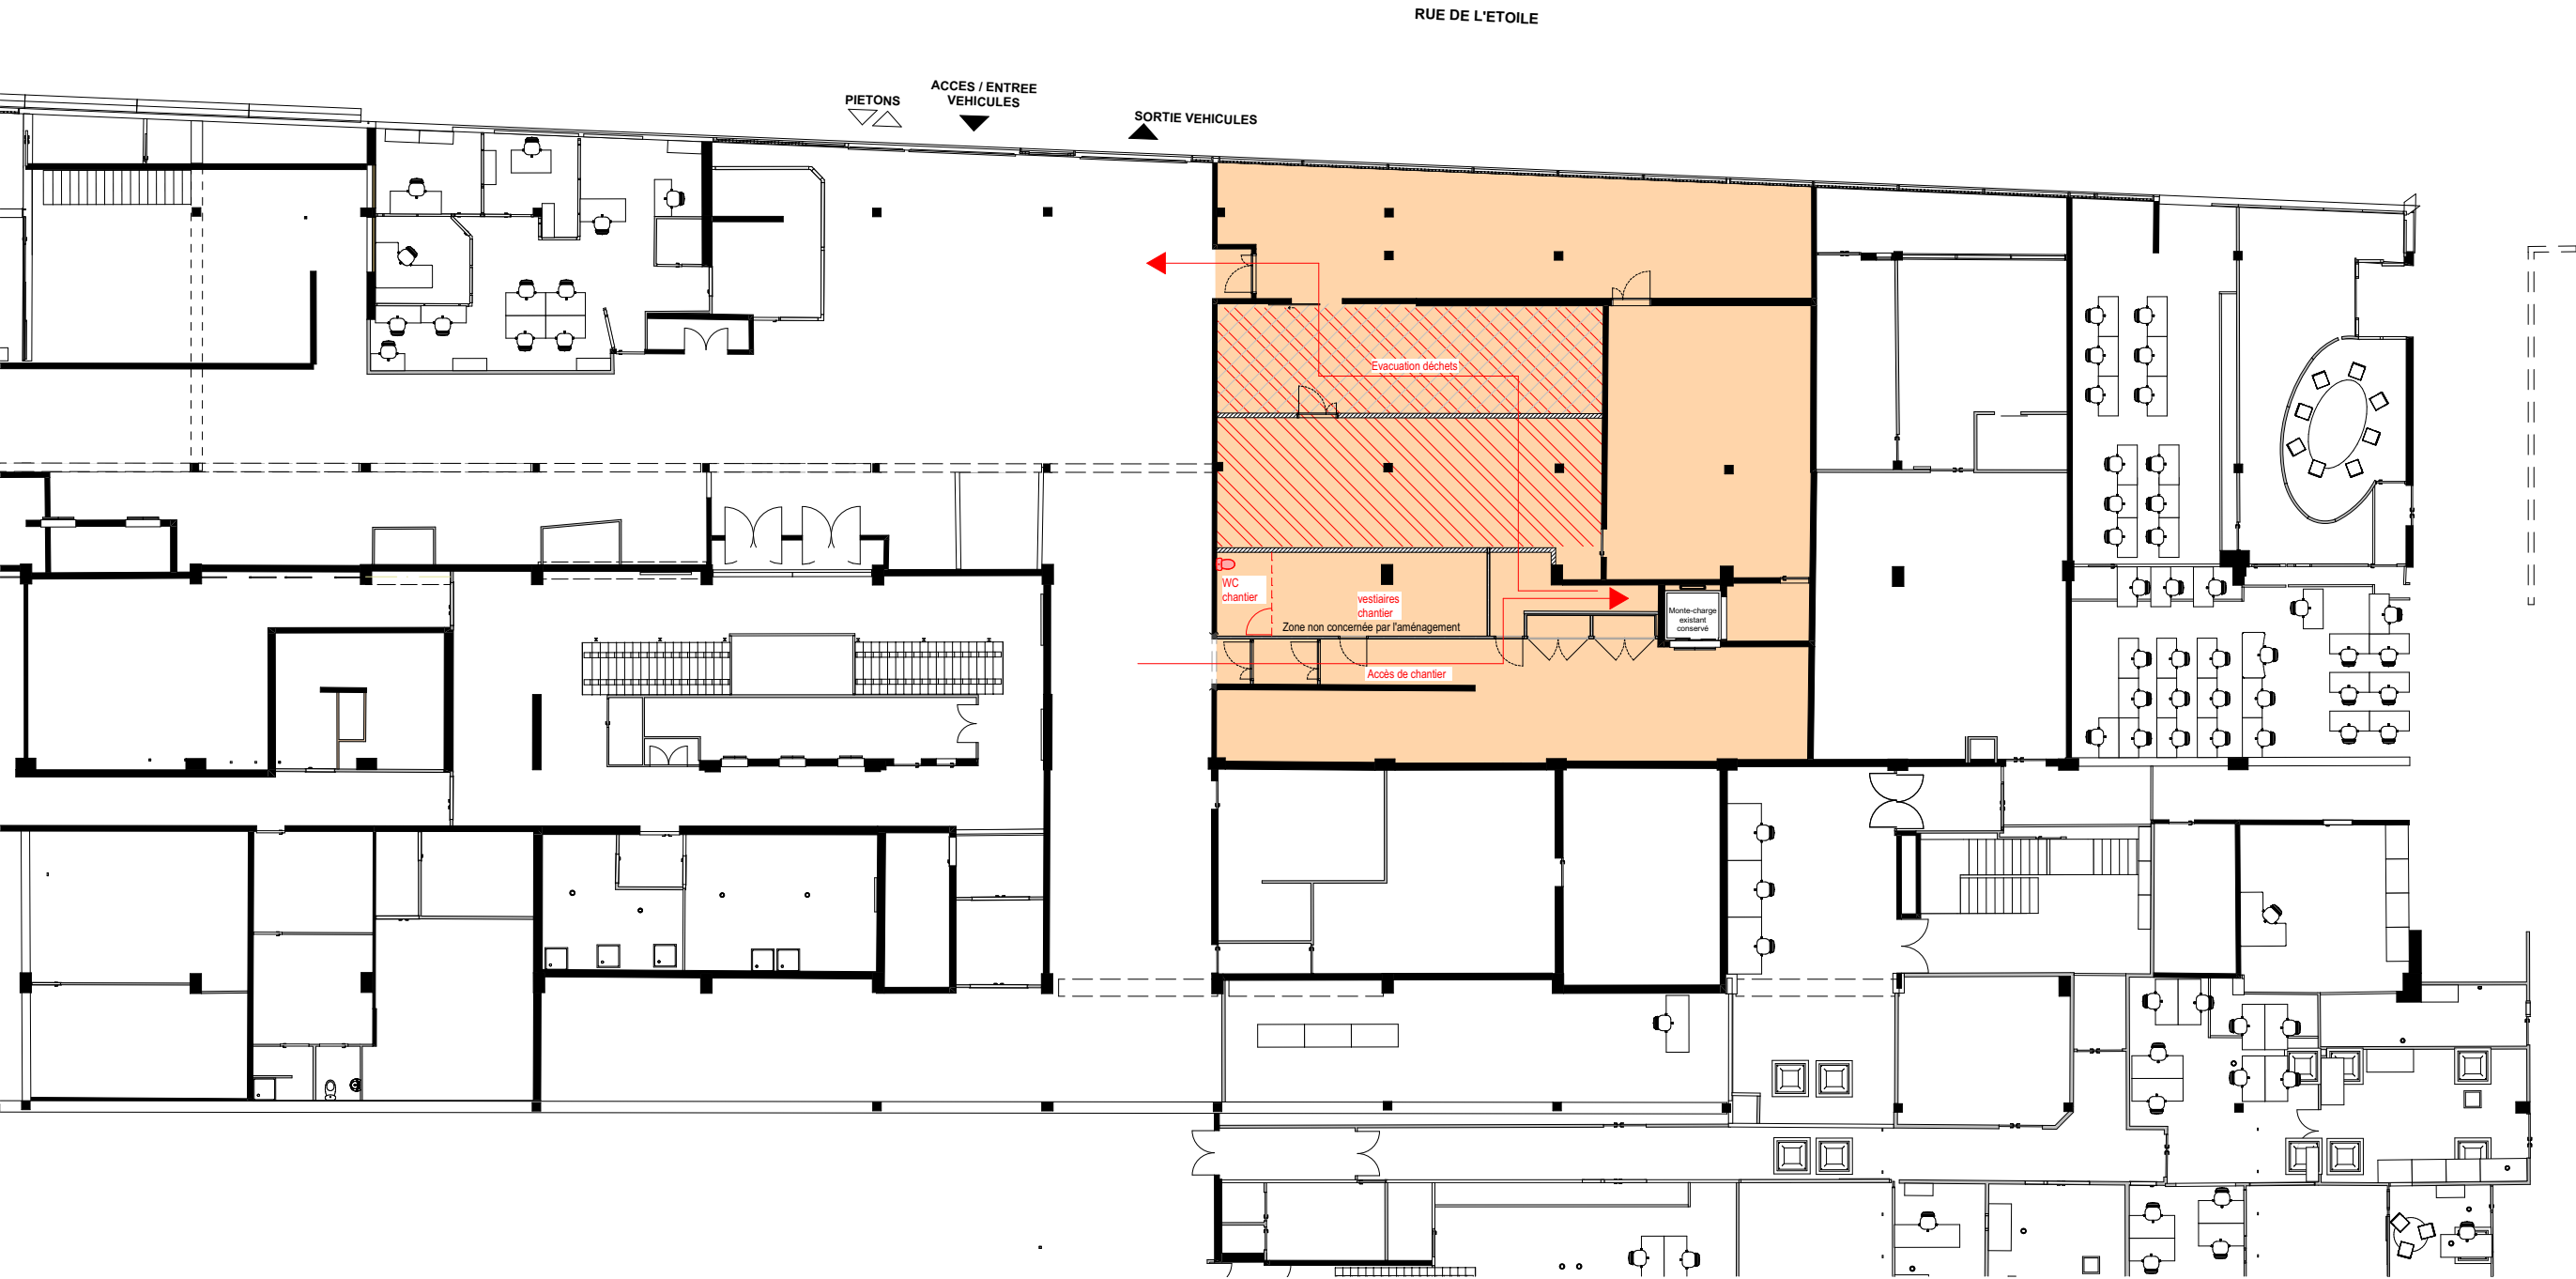 RUE DE L'ETOILE
PIETONS
ACCES / ENTREE
VEHICULES
SORTIE VEHICULES
Evacuation déchets
WC
chantier
vestiaires
chantier
Zone non concernée par l'aménagement
Monte-charge
existant
conservé
Accès de chantier